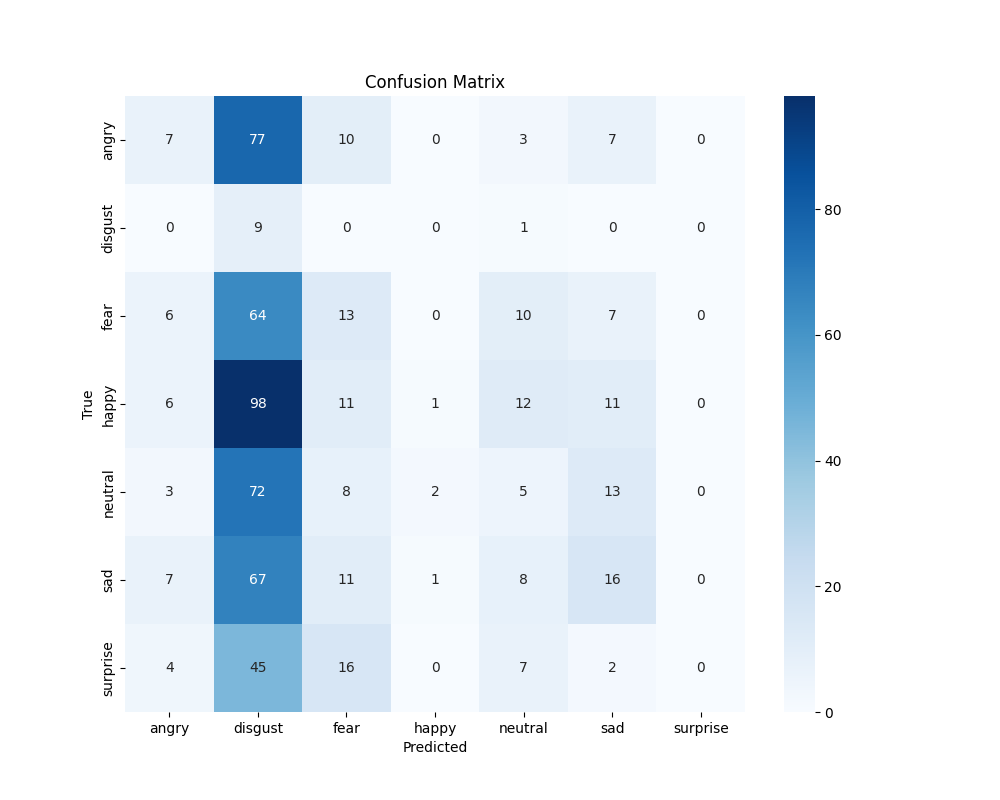 Confusion Matrix
angry 7 77 10 0 3 7 0
disgust 0 9 0 0 1 0 0
80
fear 6 64 13 0 10 7 0
60
True
happy 6 98 11 1 12 11 0
40
neutral 3 72 8 2 5 13 0
sad 7 67 11 1 8 16 0
20
surprise 4 45 16 0 7 2 0
0
angry disgust fear happy neutral sad surprise
Predicted